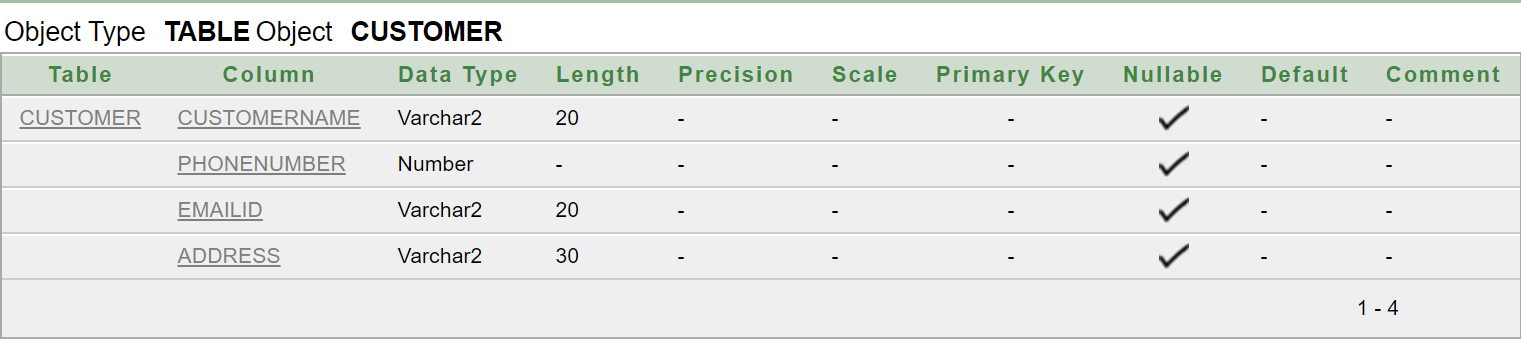 Object Type TABLE Object CUSTOMER
Table Column Data Type Length Precision Scale Primary Key Nullable Default Comment
CUSTOMER CUSTOMERNAME Varchar2 20 - - - ✓ - -
PHONENUMBER Number - - - - ✓ - -
EMAILID Varchar2 20 - - - ✓ - -
ADDRESS Varchar2 30 - - - ✓ - -
1 - 4